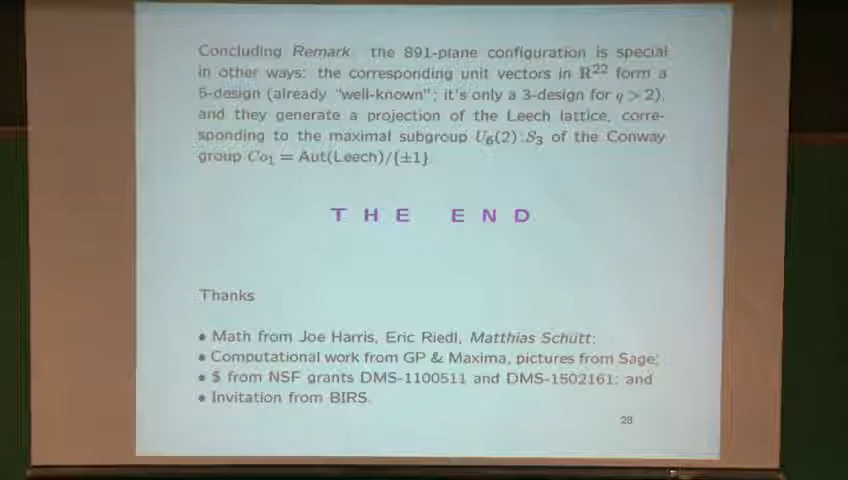 Concluding Remark: the 891-plane configuration is special
in other ways: the corresponding unit vectors in R²² form a
5-design (already "well-known"; it's only a 3-design for q > 2),
and they generate a projection of the Leech lattice, corre-
sponding to the maximal subgroup U₆(2):S₃ of the Conway
group Co₁ = Aut(Leech)/{±1}.
THE END
Thanks
• Math from Joe Harris, Eric Riedl, Matthias Schütt;
• Computational work from GP & Maxima, pictures from Sage;
• $ from NSF grants DMS-1100511 and DMS-1502161; and
• Invitation from BIRS.
28